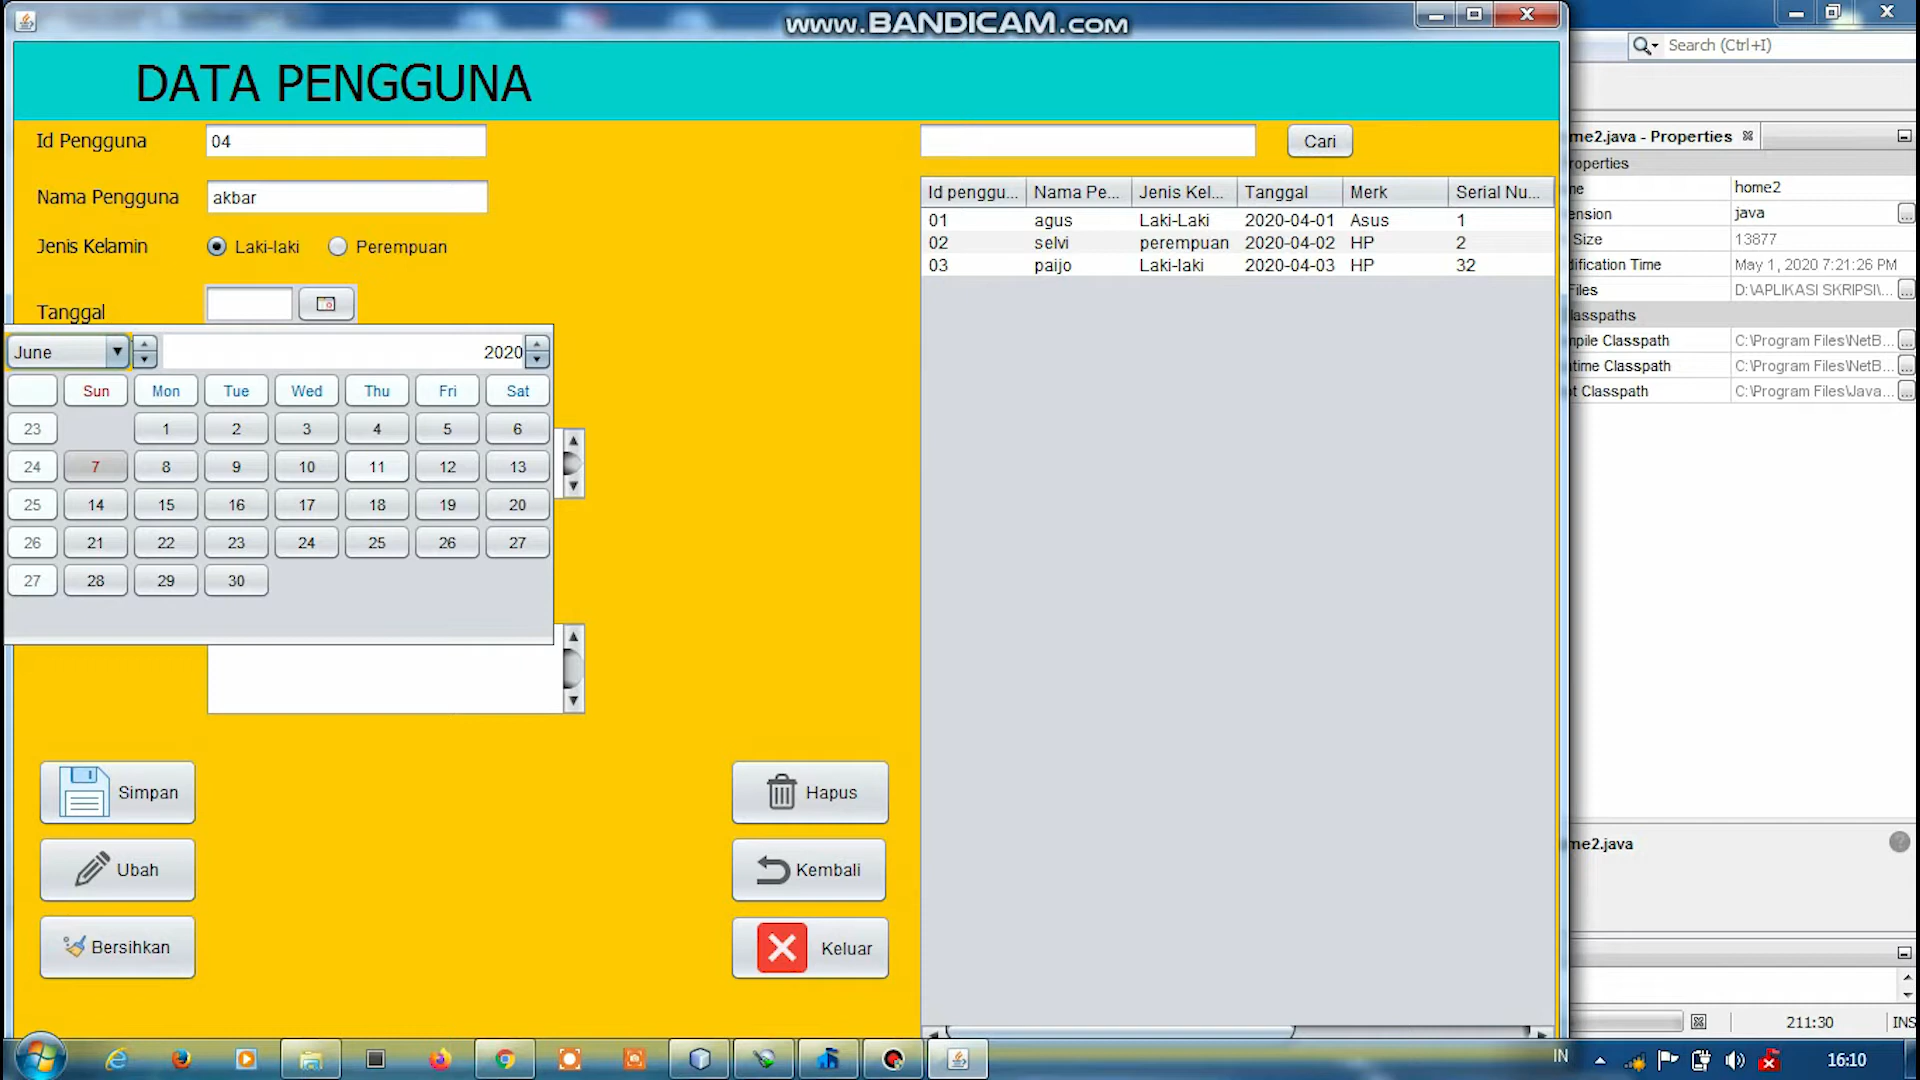 www.BANDICAM.com
DATA PENGGUNA
Search (Ctrl+I)
Id Pengguna 04
Nama Pengguna akbar
Jenis Kelamin Laki-laki Perempuan
Tanggal
June 2020
Sun Mon Tue Wed Thu Fri Sat
23 1 2 3 4 5 6
24 7 8 9 10 11 12 13
25 14 15 16 17 18 19 20
26 21 22 23 24 25 26 27
27 28 29 30
Simpan
Ubah
Bersihkan
Hapus
Kembali
Keluar
Cari
Id penggu... Nama Pe... Jenis Kel... Tanggal Merk Serial Nu...
01 agus Laki-Laki 2020-04-01 Asus 1
02 selvi perempuan 2020-04-02 HP 2
03 paijo Laki-laki 2020-04-03 HP 32
me2.java - Properties
roperties
me home2
ension java
Size 13877
dification Time May 1, 2020 7:21:26 PM
Files D:\APLIKASI SKRIPSI\...
lasspaths
mpile Classpath C:\Program Files\NetB...
ntime Classpath C:\Program Files\NetB...
ot Classpath C:\Program Files\Java...
me2.java
211:30 INS
IN 16:10